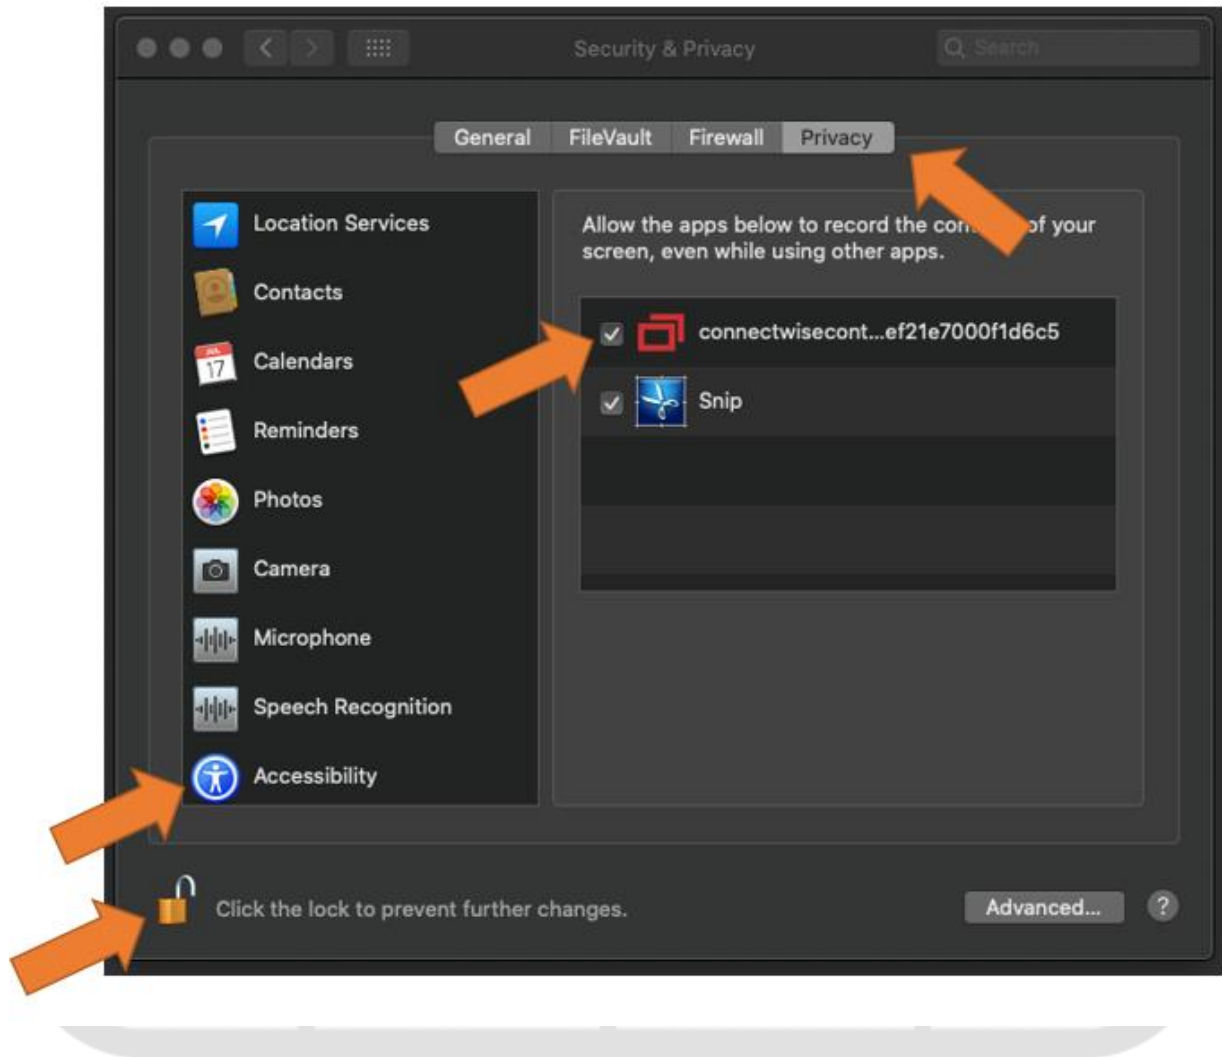 Security & Privacy
Search
General
FileVault
Firewall
Privacy
Location Services
Contacts
JUL
17
Calendars
Reminders
Photos
Camera
Microphone
Speech Recognition
Accessibility
Allow the apps below to record the of your
screen, even while using other apps.
connectwisecont...ef21e7000f1d6c5
Snip
Click the lock to prevent further changes.
Advanced...
?